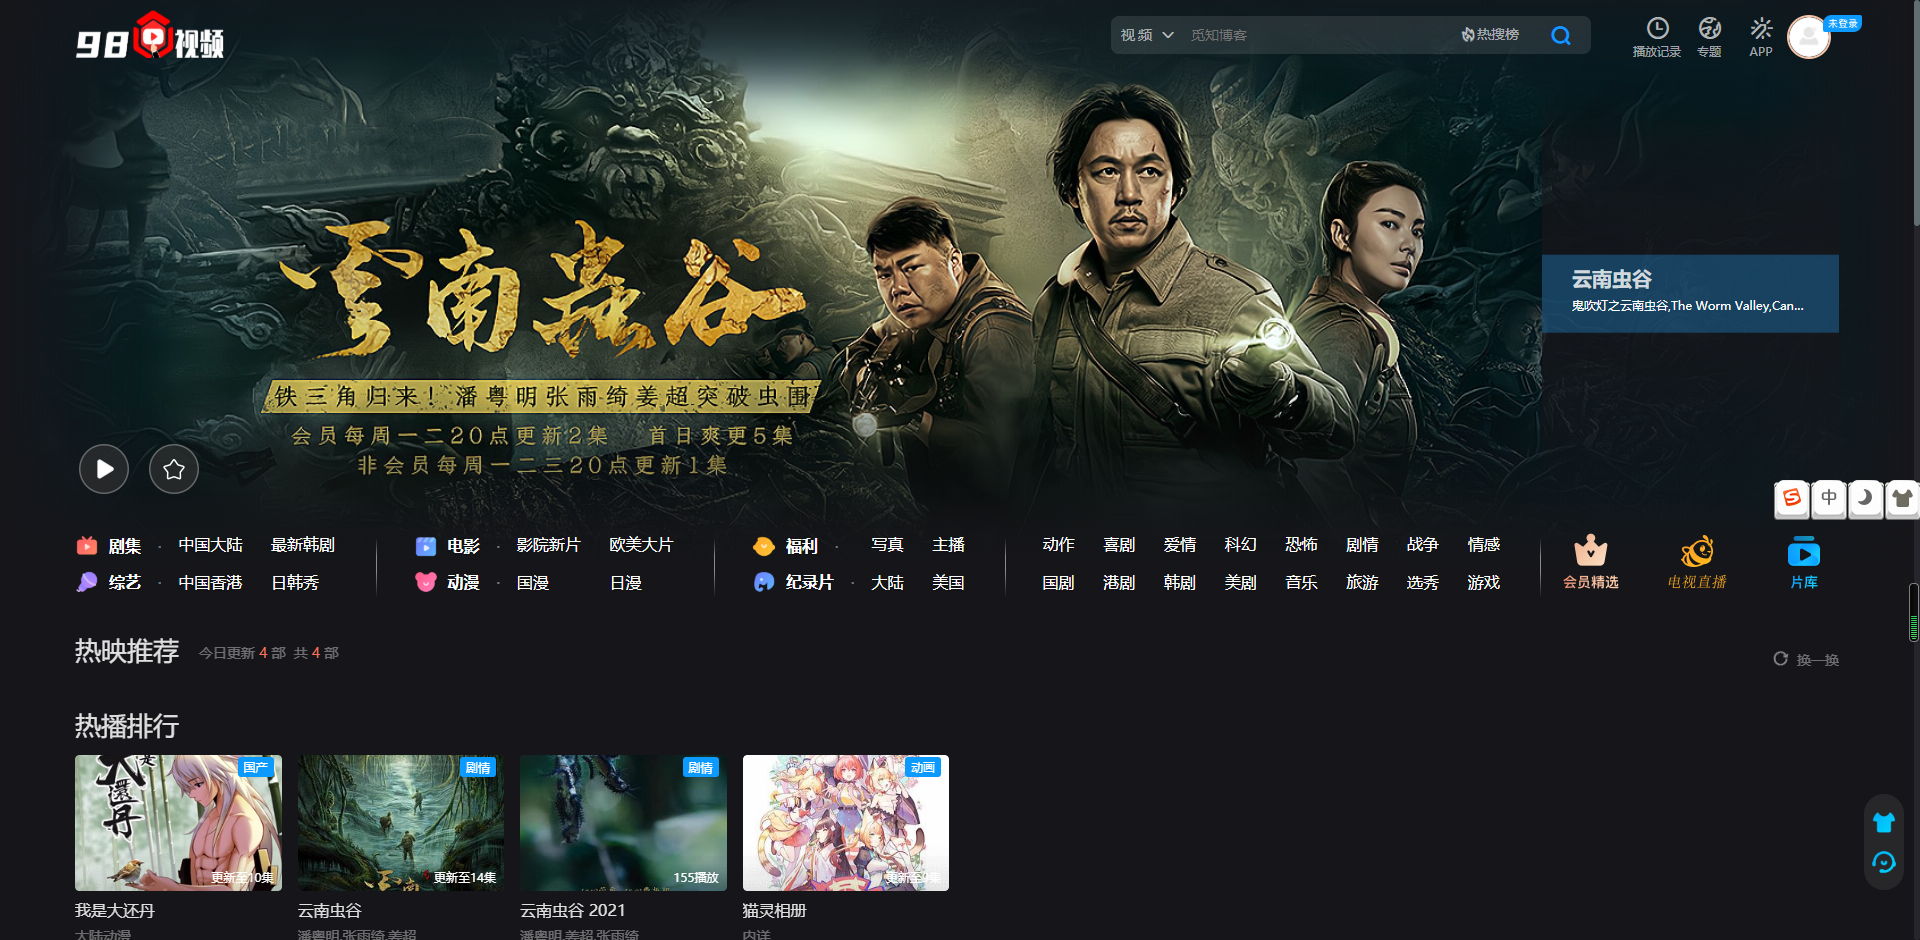 98视频
视频 觅知博客 热搜榜
播放记录 专题 APP 未登录
云南虫谷
云南虫谷
鬼吹灯之云南虫谷,The Worm Valley,Can...
铁三角归来！潘粤明张雨绮姜超突破虫围
会员每周一二20点更新2集 首日爽更5集
非会员每周一二三20点更新1集
中
剧集 · 中国大陆 最新韩剧 电影 · 影院新片 欧美大片 福利 · 写真 主播 动作 喜剧 爱情 科幻 恐怖 剧情 战争 情感
综艺 · 中国香港 日韩秀 动漫 · 国漫 日漫 纪录片 · 大陆 美国 国剧 港剧 韩剧 美剧 音乐 旅游 选秀 游戏
会员精选 电视直播 片库
热映推荐 今日更新 4 部 共 4 部 换一换
热播排行
国产 剧情 剧情 动画
是大還丹
云南
更新至10集 更新至14集 155播放
我是大还丹 云南虫谷 云南虫谷 2021 猫灵相册
大陆动漫 潘粤明,张雨绮,姜超 潘粤明,姜超,张雨绮 内详